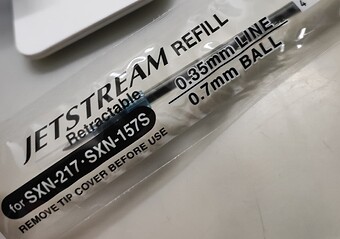 JETSTREAM REFILL
Retractable
0.35mm LINE
0.7mm BALL
for SXN-217·SXN-157S
REMOVE TIP COVER BEFORE USE